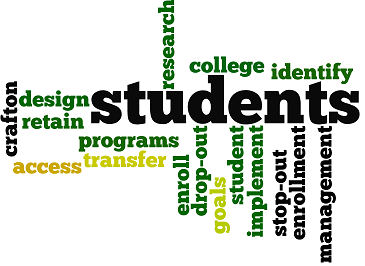 research
college
identify
crafton
design
students
retain
programs
access
transfer
enroll
drop-out
goals
student
implement
stop-out
enrollment
management